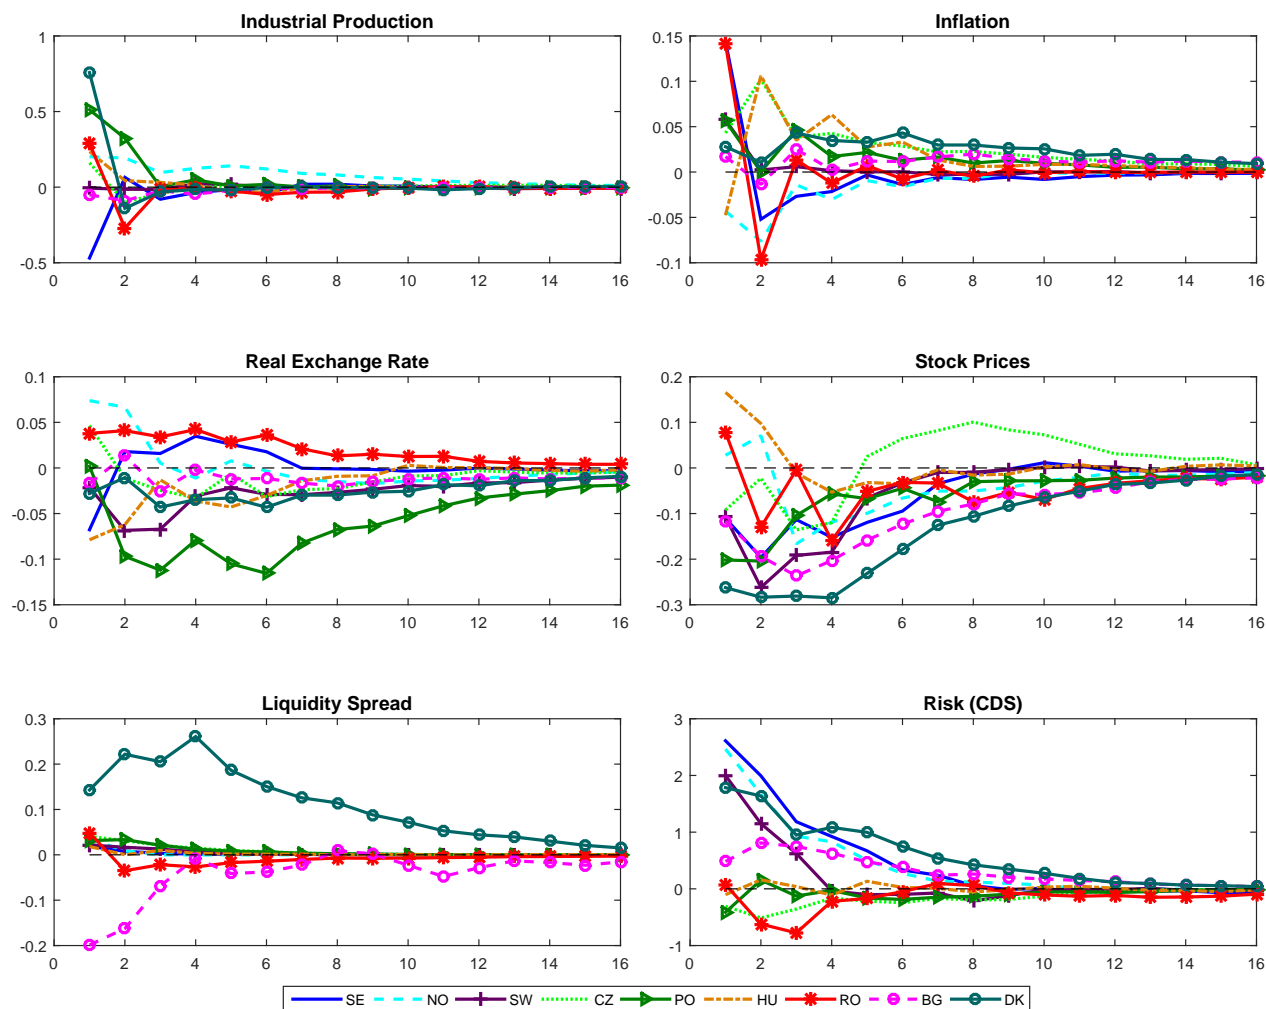 Industrial Production
1
0.5
0
-0.5
0 2 4 6 8 10 12 14 16
Inflation
0.15
0.1
0.05
0
-0.05
-0.1
0 2 4 6 8 10 12 14 16
Real Exchange Rate
0.1
0.05
0
-0.05
-0.1
-0.15
0 2 4 6 8 10 12 14 16
Stock Prices
0.2
0.1
0
-0.1
-0.2
-0.3
0 2 4 6 8 10 12 14 16
Liquidity Spread
0.3
0.2
0.1
0
-0.1
-0.2
0 2 4 6 8 10 12 14 16
Risk (CDS)
3
2
1
0
-1
0 2 4 6 8 10 12 14 16
SE NO SW CZ PO HU RO BG DK